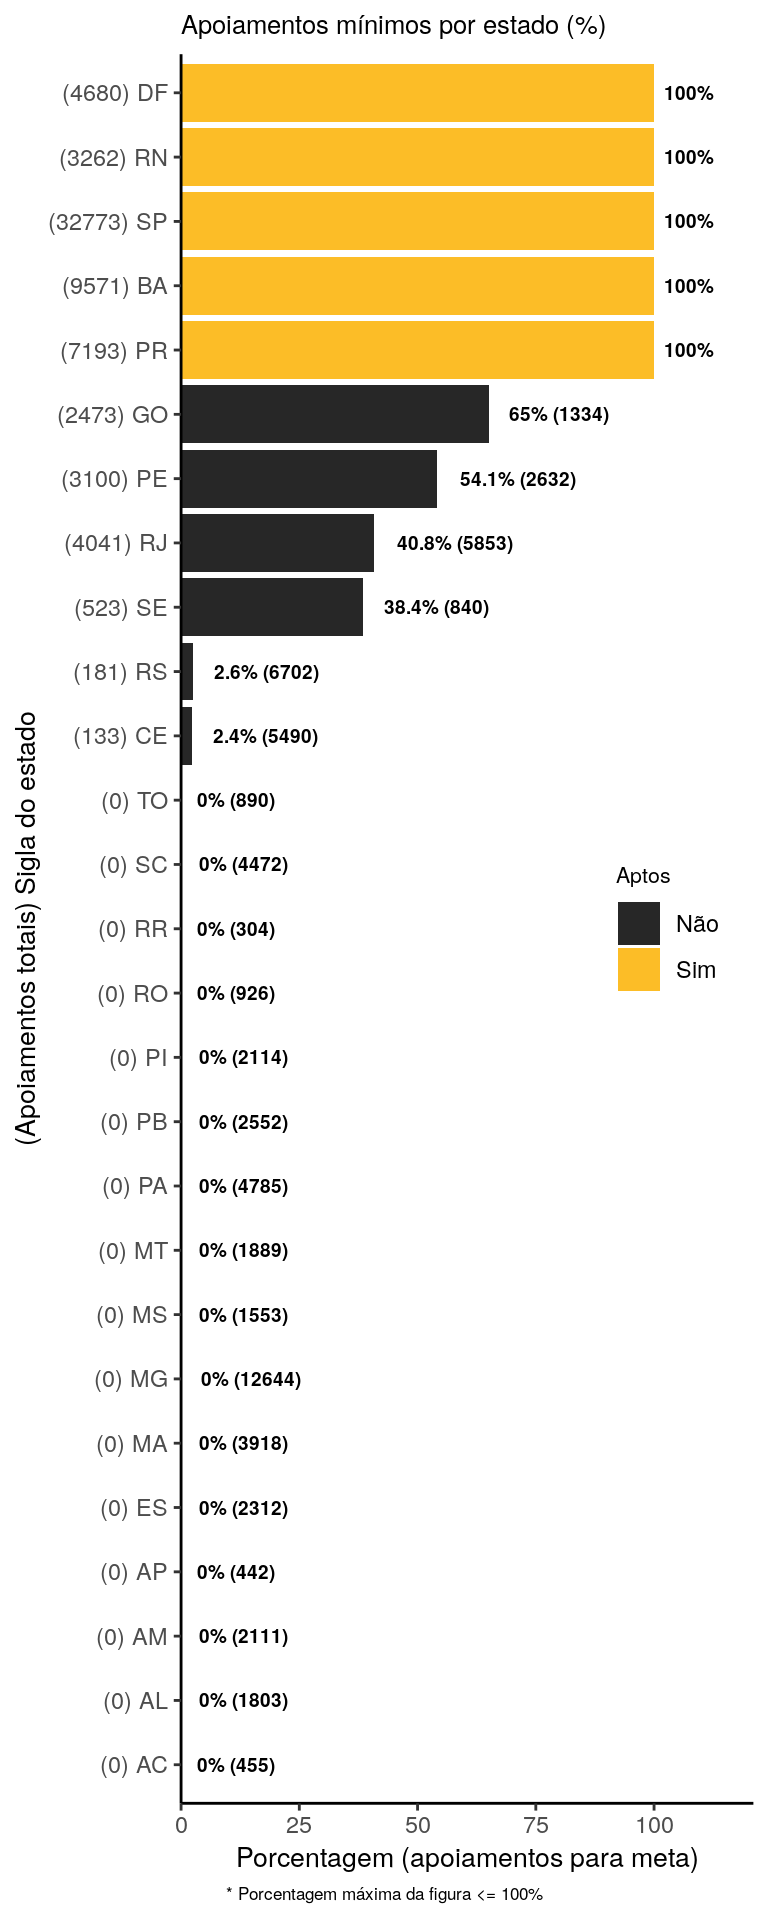 Apoiamentos mínimos por estado (%)
(4680) DF 100%
(3262) RN 100%
(32773) SP 100%
(9571) BA 100%
(7193) PR 100%
(2473) GO 65% (1334)
(3100) PE 54.1% (2632)
(4041) RJ 40.8% (5853)
(523) SE 38.4% (840)
(181) RS 2.6% (6702)
(133) CE 2.4% (5490)
(0) TO 0% (890)
(0) SC 0% (4472)
(0) RR 0% (304)
(0) RO 0% (926)
(0) PI 0% (2114)
(0) PB 0% (2552)
(0) PA 0% (4785)
(0) MT 0% (1889)
(0) MS 0% (1553)
(0) MG 0% (12644)
(0) MA 0% (3918)
(0) ES 0% (2312)
(0) AP 0% (442)
(0) AM 0% (2111)
(0) AL 0% (1803)
(0) AC 0% (455)
(Apoiamentos totais) Sigla do estado
Aptos
Não
Sim
0 25 50 75 100
Porcentagem (apoiamentos para meta)
* Porcentagem máxima da figura <= 100%